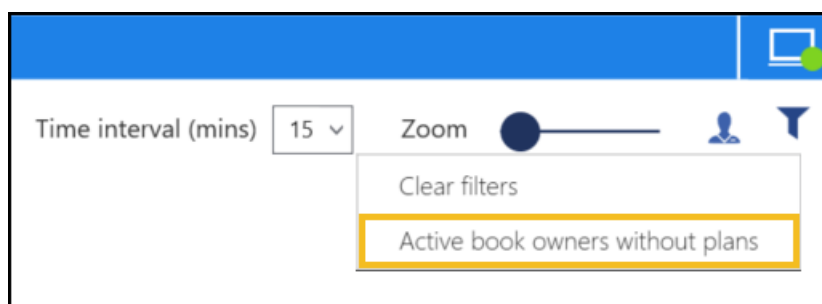 Time interval (mins) 15 Zoom
Clear filters
Active book owners without plans